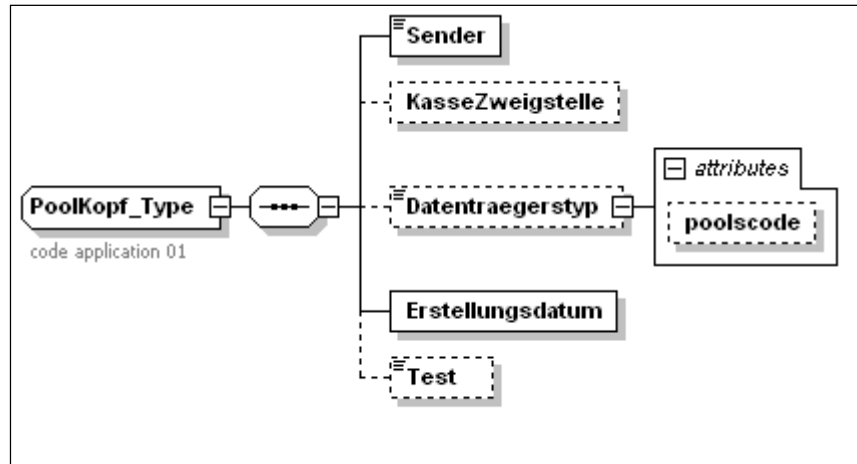 Sender
KasseZweigstelle
attributes
PoolKopf_Type
Datentraegerstyp
poolscode
code application 01
Erstellungsdatum
Test